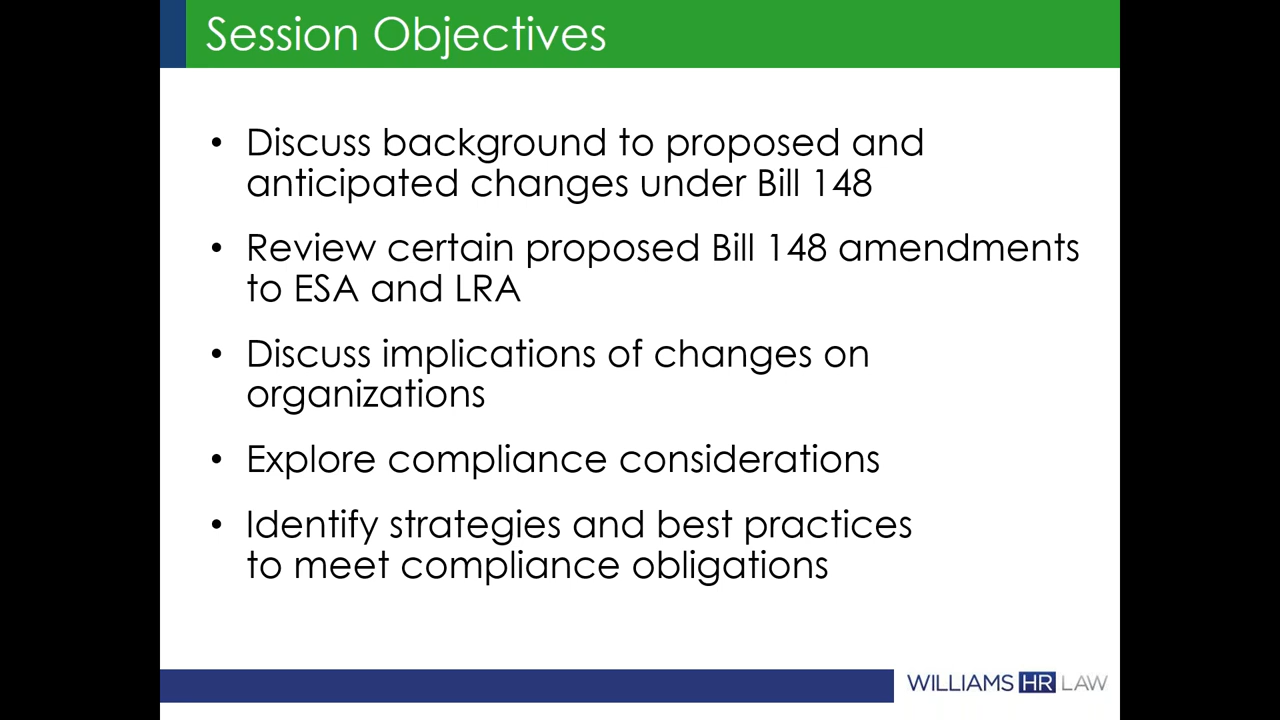 Session Objectives
• Discuss background to proposed and
anticipated changes under Bill 148
• Review certain proposed Bill 148 amendments
to ESA and LRA
• Discuss implications of changes on
organizations
• Explore compliance considerations
• Identify strategies and best practices
to meet compliance obligations
WILLIAMS HR LAW